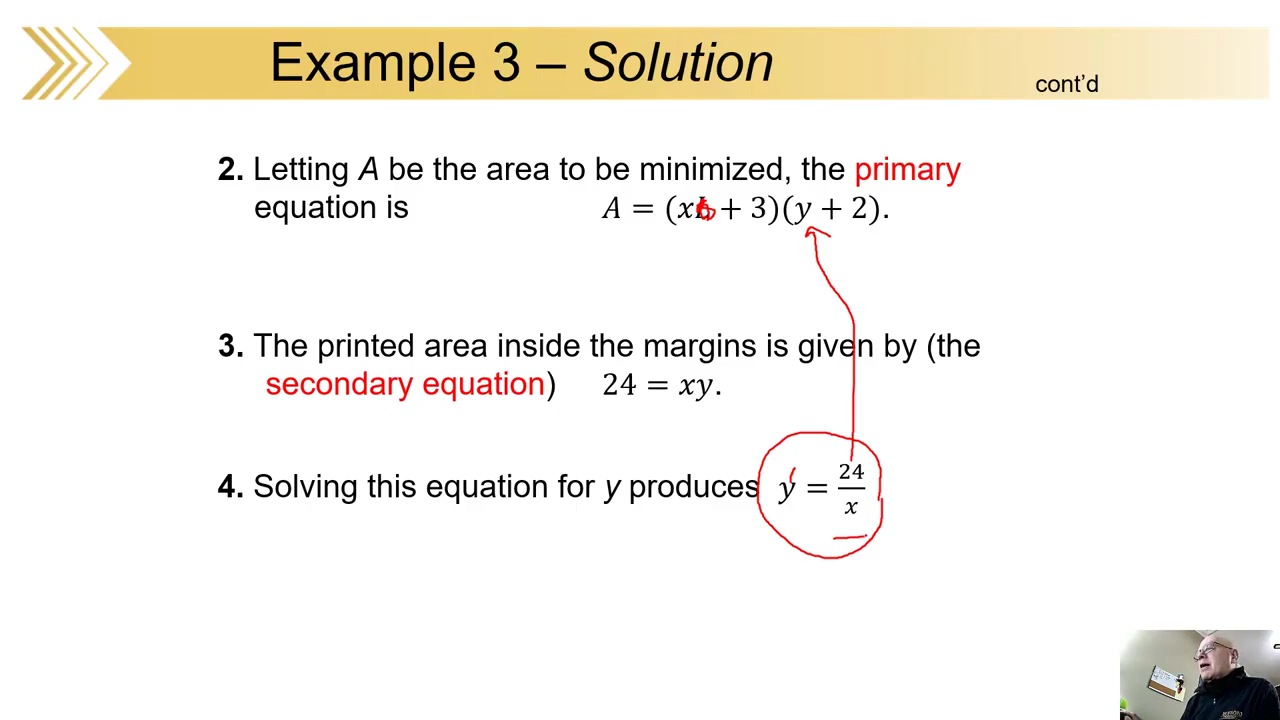 Example 3 – Solution
cont'd
2. Letting A be the area to be minimized, the primary
equation is A = (x + 3)(y + 2).
3. The printed area inside the margins is given by (the
secondary equation) 24 = xy.
4. Solving this equation for y produces y = 24/x